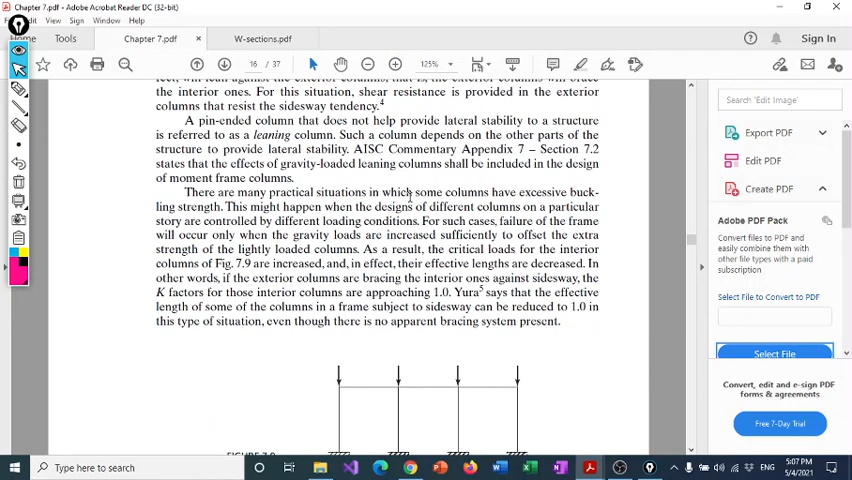 Chapter 7.pdf - Adobe Acrobat Reader DC (32-bit)
View Sign Window Help
Home Tools Chapter 7.pdf × W-sections.pdf Sign In
16 / 37 125%
the interior ones. For this situation, shear resistance is provided in the exterior
columns that resist the sidesway tendency.4
A pin-ended column that does not help provide lateral stability to a structure
is referred to as a leaning column. Such a column depends on the other parts of the
structure to provide lateral stability. AISC Commentary Appendix 7 – Section 7.2
states that the effects of gravity-loaded leaning columns shall be included in the design
of moment frame columns.
There are many practical situations in which some columns have excessive buck-
ling strength. This might happen when the designs of different columns on a particular
story are controlled by different loading conditions. For such cases, failure of the frame
will occur only when the gravity loads are increased sufficiently to offset the extra
strength of the lightly loaded columns. As a result, the critical loads for the interior
columns of Fig. 7.9 are increased, and, in effect, their effective lengths are decreased. In
other words, if the exterior columns are bracing the interior ones against sidesway, the
K factors for those interior columns are approaching 1.0. Yura5 says that the effective
length of some of the columns in a frame subject to sidesway can be reduced to 1.0 in
this type of situation, even though there is no apparent bracing system present.
Search 'Edit Image'
Export PDF
Edit PDF
Create PDF
Adobe PDF Pack
Convert files to PDF and easily combine them
with other file types with a paid
subscription
Select File to Convert to PDF
Select File
Convert, edit and e-sign PDF
forms & agreements
Free 7-Day Trial
Type here to search
ENG
5:07 PM
5/4/2021